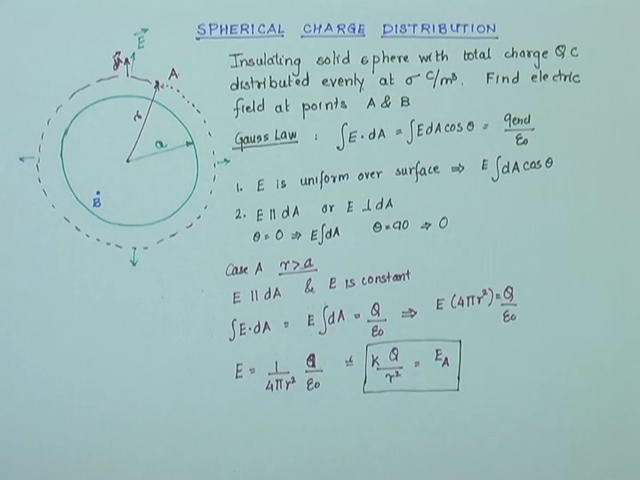 SPHERICAL CHARGE DISTRIBUTION
Insulating solid sphere with total charge Q C
distributed evenly at σ C/m³. Find electric
field at points A & B
Gauss Law : ∫E·dA = ∫EdA cos θ = qencl/ε₀
1. E is uniform over surface ⇒ E∫dA cos θ
2. E ∥ dA or E ⊥ dA
θ = 0 ⇒ E∫dA θ = 90 ⇒ 0
Case A r > a
E ∥ dA & E is constant
∫E·dA = E∫dA = Q/ε₀ ⇒ E(4πr²) = Q/ε₀
E = 1/4πr² Q/ε₀ = kQ/r² = E_A
E
A
r
a
B